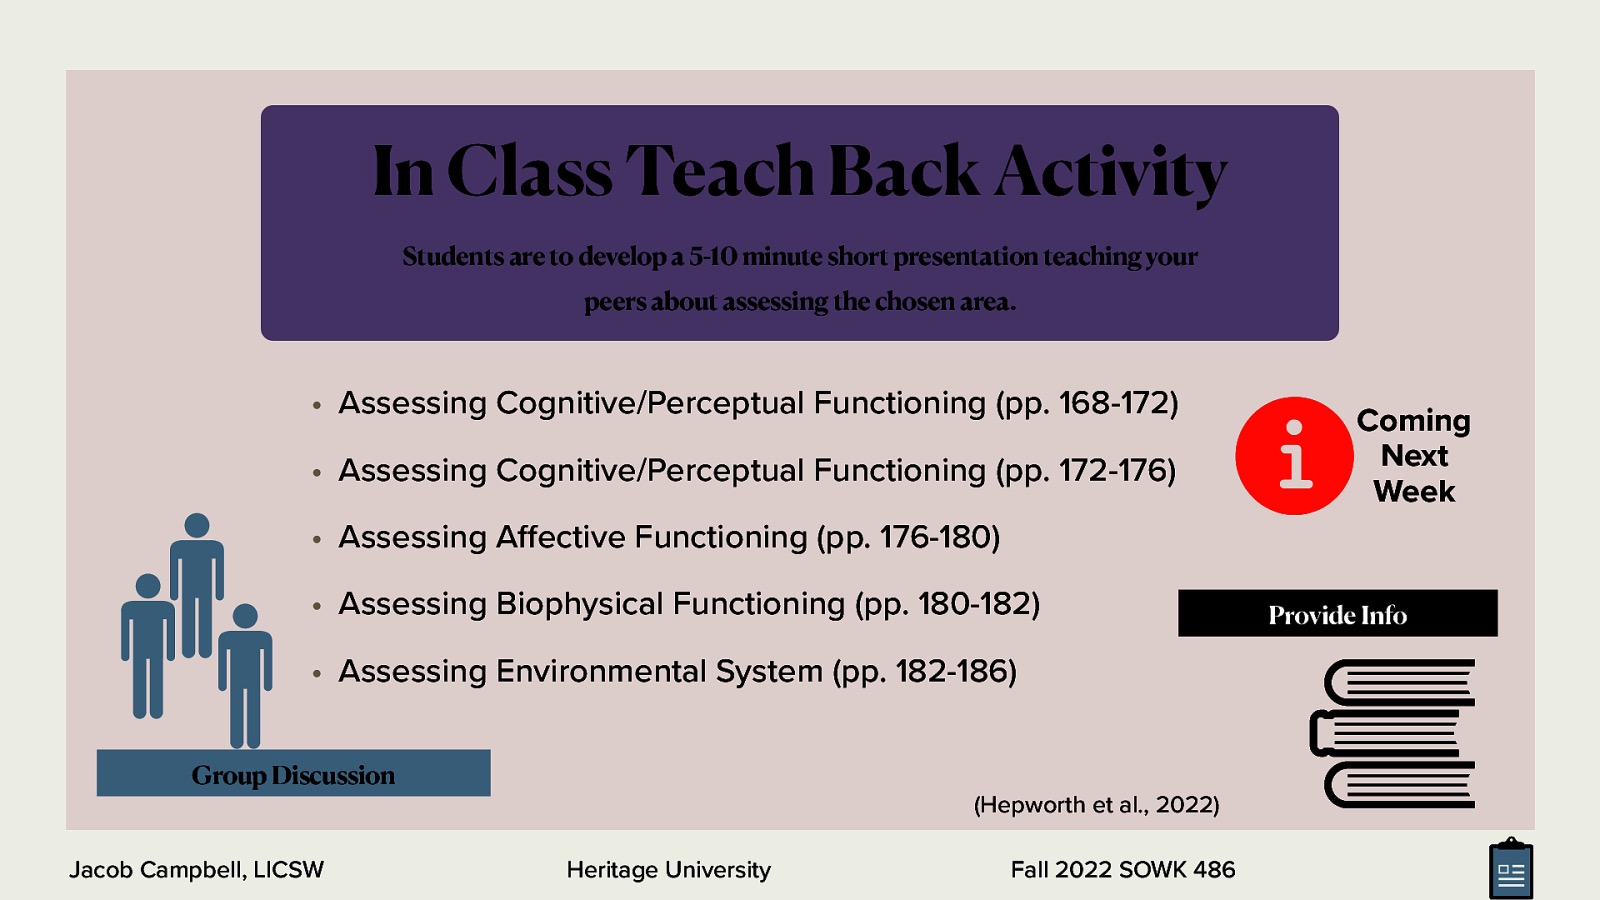 In Class Teach Back Activity
Students are to develop a 5-10 minute short presentation teaching your
peers about assessing the chosen area.
• Assessing Cognitive/Perceptual Functioning (pp. 168-172)
• Assessing Cognitive/Perceptual Functioning (pp. 172-176)
• Assessing Affective Functioning (pp. 176-180)
• Assessing Biophysical Functioning (pp. 180-182)
• Assessing Environmental System (pp. 182-186)
Coming
Next
Week
Provide Info
Group Discussion
(Hepworth et al., 2022)
Jacob Campbell, LICSW
Heritage University
Fall 2022 SOWK 486